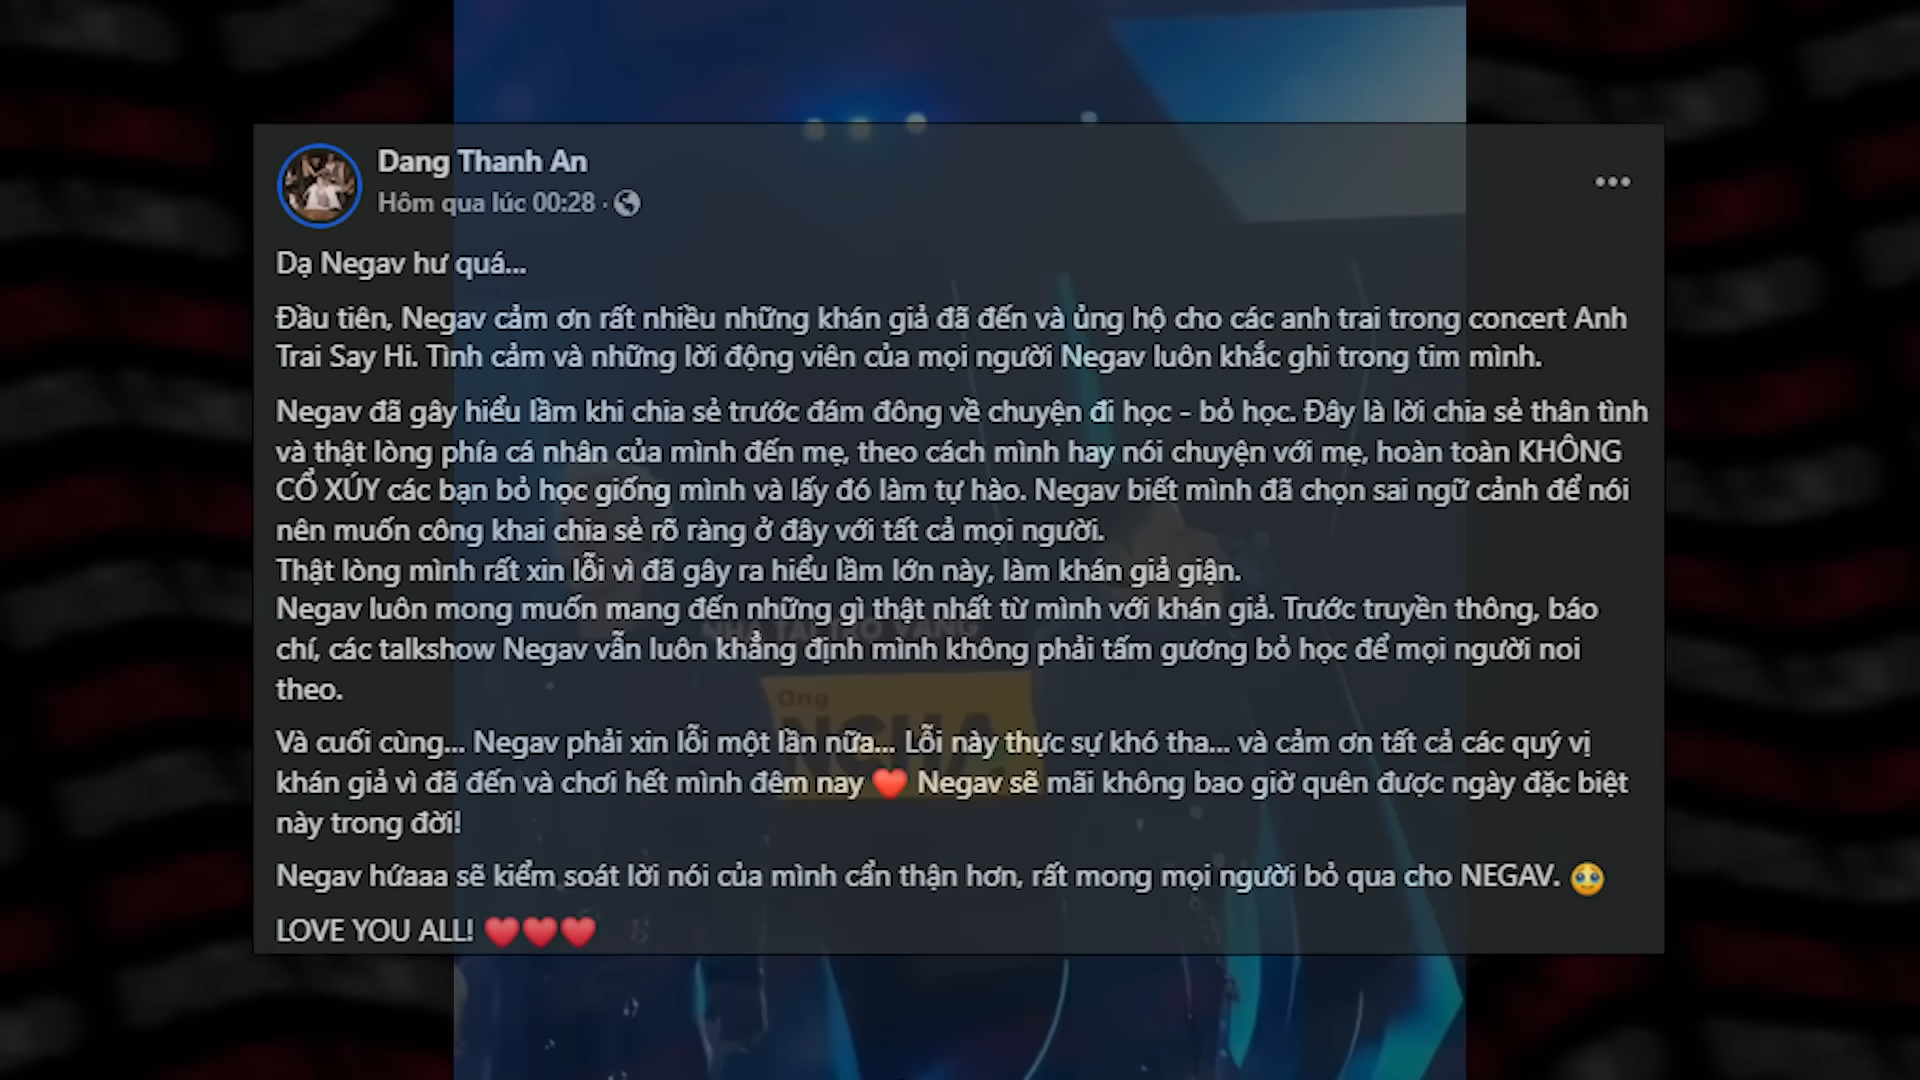 Dang Thanh An
Hôm qua lúc 00:28 ·
Dạ Negav hư quá...
Đầu tiên, Negav cảm ơn rất nhiều những khán giả đã đến và ủng hộ cho các anh trai trong concert Anh
Trai Say Hi. Tình cảm và những lời động viên của mọi người Negav luôn khắc ghi trong tim mình.
Negav đã gây hiểu lầm khi chia sẻ trước đám đông về chuyện đi học - bỏ học. Đây là lời chia sẻ thân tình
và thật lòng phía cá nhân của mình đến mẹ, theo cách mình hay nói chuyện với mẹ, hoàn toàn KHÔNG
CỔ XÚY các bạn bỏ học giống mình và lấy đó làm tự hào. Negav biết mình đã chọn sai ngữ cảnh để nói
nên muốn công khai chia sẻ rõ ràng ở đây với tất cả mọi người.
Thật lòng mình rất xin lỗi vì đã gây ra hiểu lầm lớn này, làm khán giả giận.
Negav luôn mong muốn mang đến những gì thật nhất từ mình với khán giả. Trước truyền thông, báo
chí, các talkshow Negav vẫn luôn khẳng định mình không phải tấm gương bỏ học để mọi người noi
theo.
Và cuối cùng... Negav phải xin lỗi một lần nữa... Lỗi này thực sự khó tha... và cảm ơn tất cả các quý vị
khán giả vì đã đến và chơi hết mình đêm nay ❤️ Negav sẽ mãi không bao giờ quên được ngày đặc biệt
này trong đời!
Negav hứaaa sẽ kiểm soát lời nói của mình cẩn thận hơn, rất mong mọi người bỏ qua cho NEGAV. 🥹
LOVE YOU ALL! ❤️❤️❤️